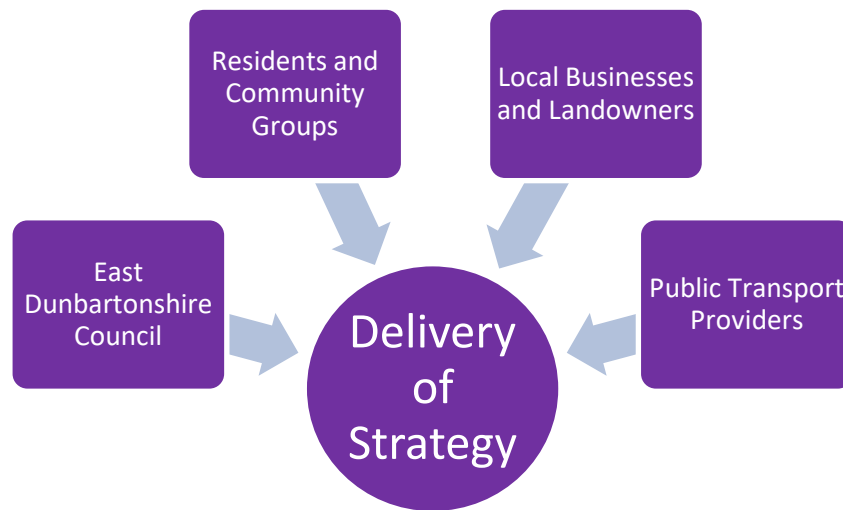 Residents and
Community
Groups
Local Businesses
and Landowners
East
Dunbartonshire
Council
Public Transport
Providers
Delivery
of
Strategy